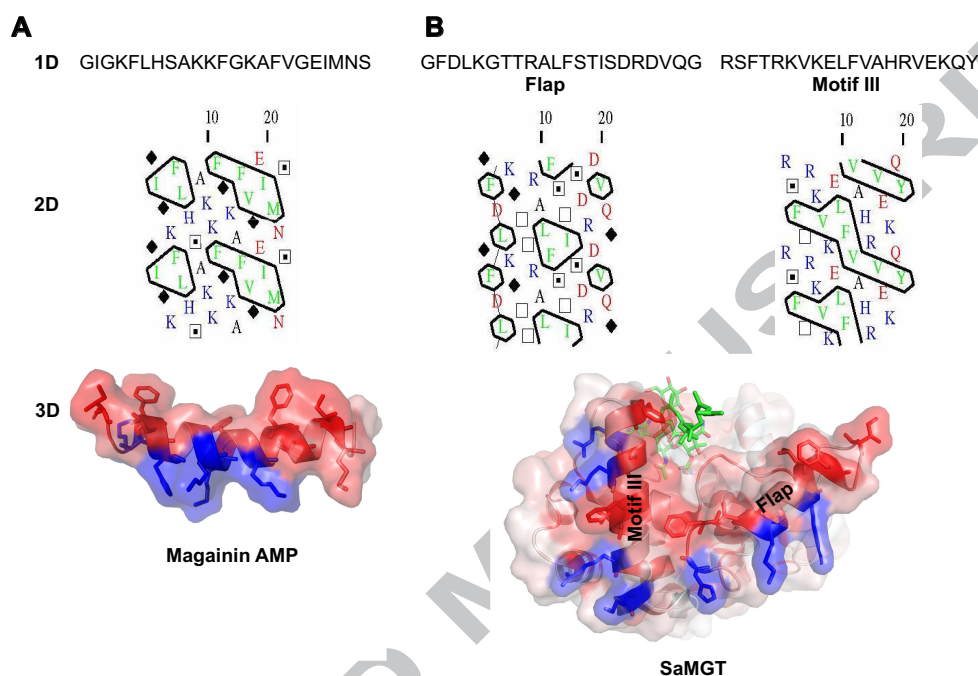 A
B
1D
GIGKFLHSAKKFGKAFVGEIMNS
GFDLKGTTRALFSTISDRDVQG
RSFTRKVKELFVAHRVEKQY
Flap
Motif III
2D
10 20
E
F F
A F I
I L K V M
H K K
K K A E N
F F
A F I
I L K V M
H K
K K A N
10 20
F D
K R
F V
D A D Q
L L I R
K F D
F R V
D A D Q
L L I R
10 20
R V Q
R E V Y
K A E
F V L H K
R K F R V Q
R E V V Y
K A E
F V L H K
K F R
3D
Motif III
Flap
Magainin AMP
SaMGT